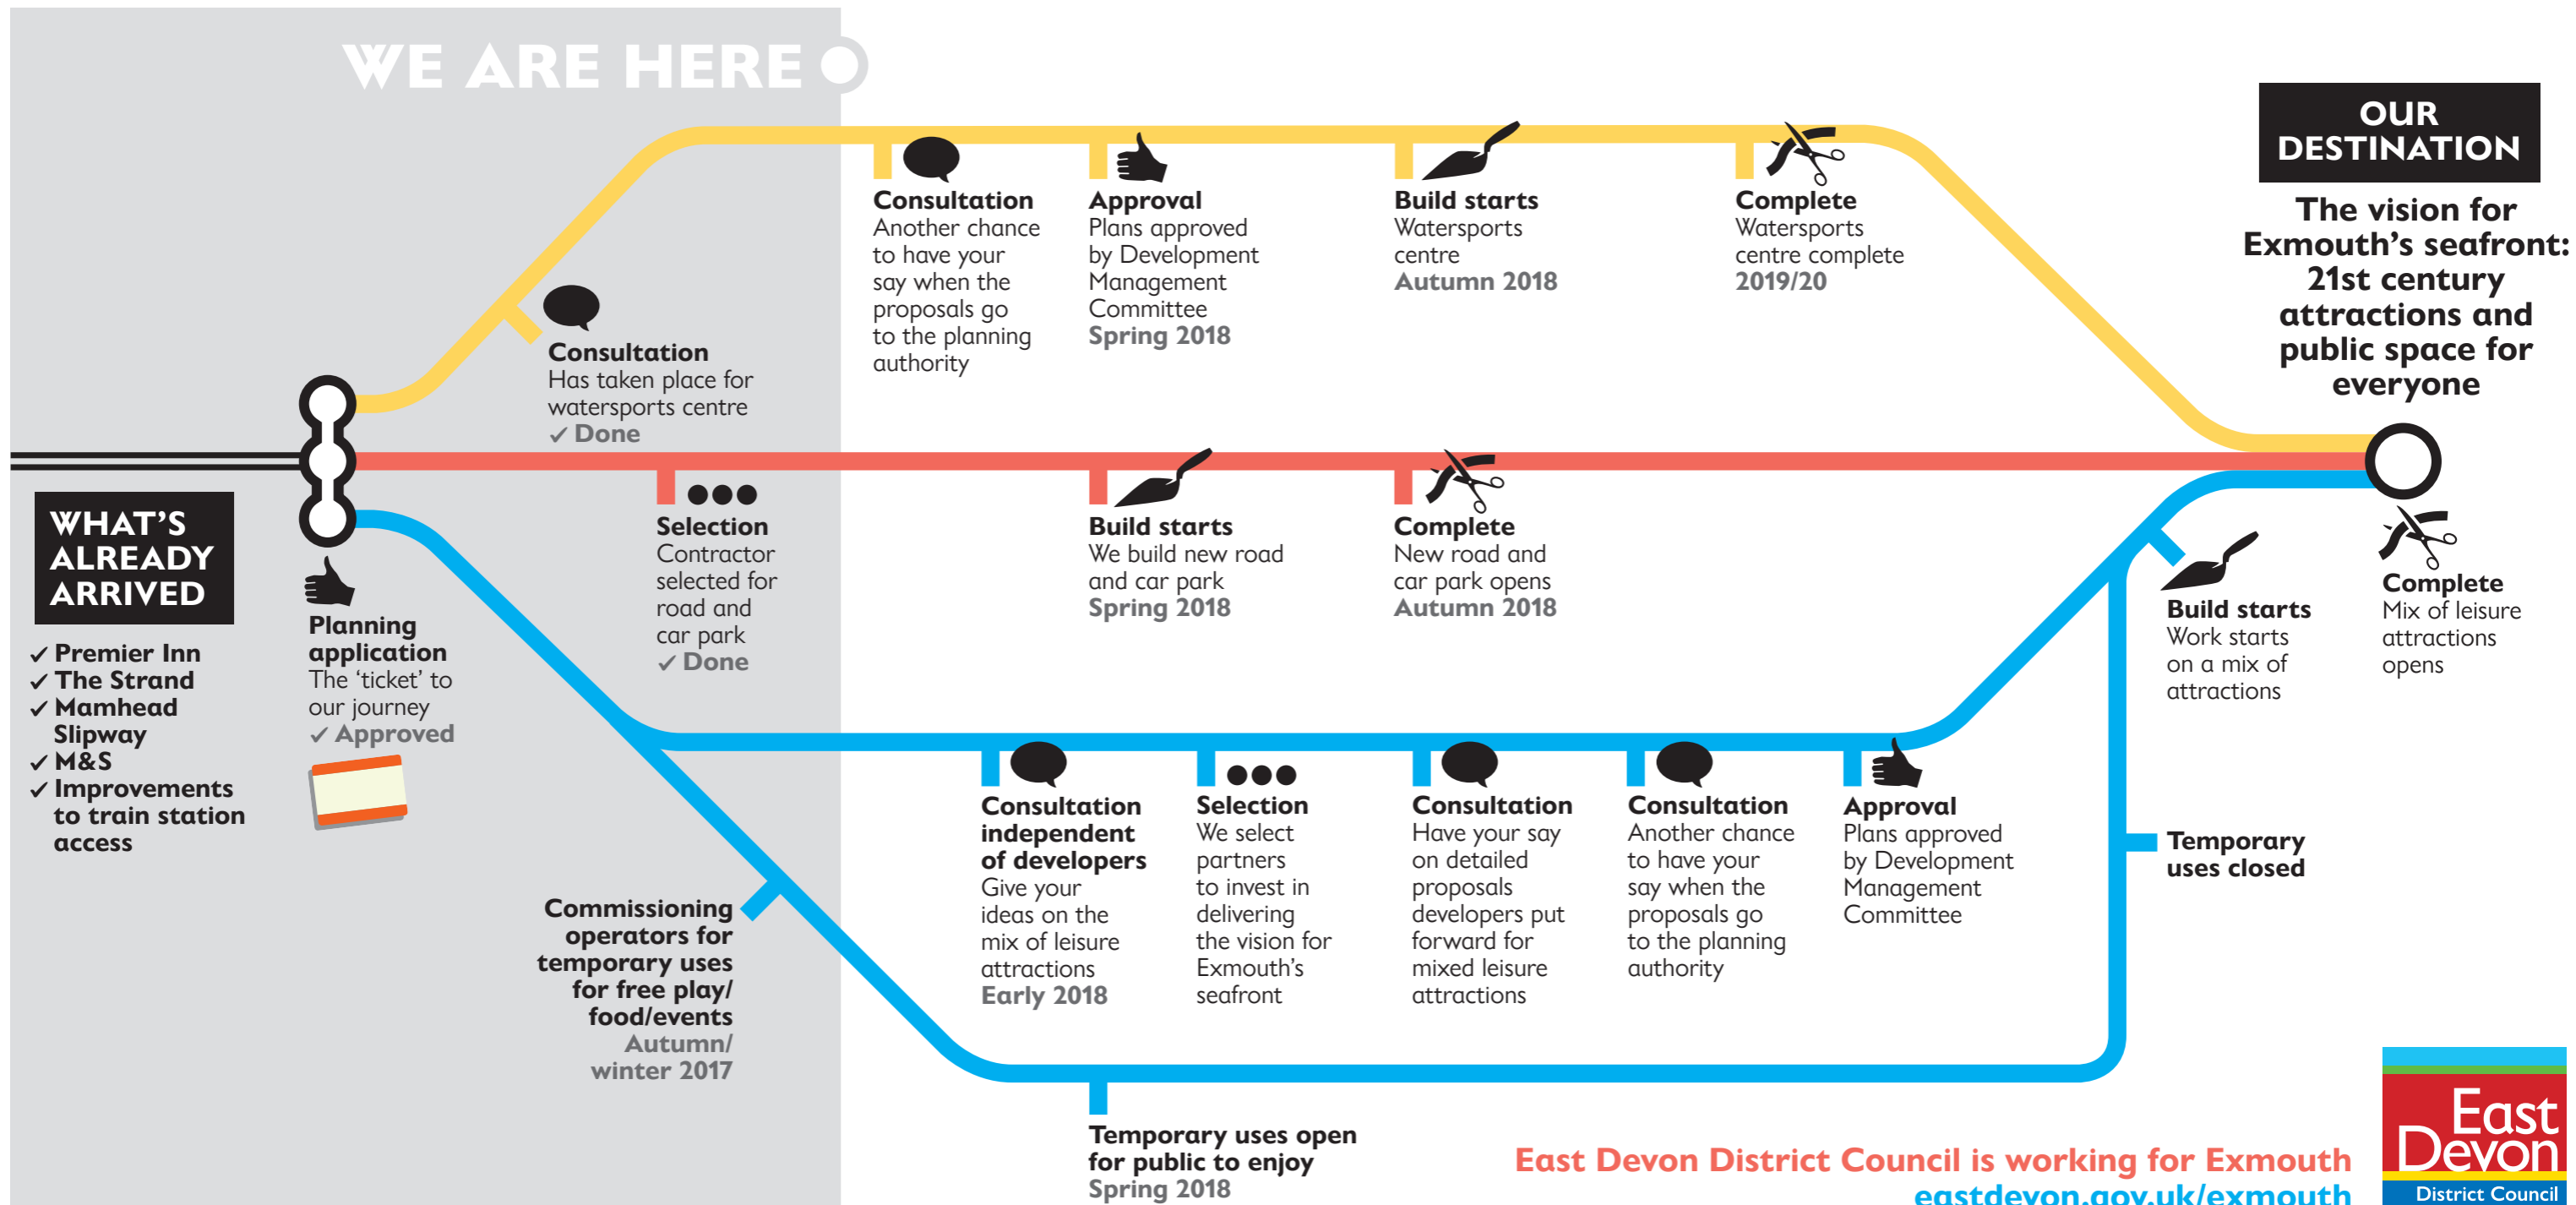 WE ARE HERE
OUR
DESTINATION
The vision for
Exmouth's seafront:
21st century
attractions and
public space for
everyone
Consultation
Another chance
to have your
say when the
proposals go
to the planning
authority
Approval
Plans approved
by Development
Management
Committee
Spring 2018
Build starts
Watersports
centre
Autumn 2018
Complete
Watersports
centre complete
2019/20
Consultation
Has taken place for
watersports centre
✓ Done
WHAT'S
ALREADY
ARRIVED
✓ Premier Inn
✓ The Strand
✓ Mamhead
Slipway
✓ M&S
✓ Improvements
to train station
access
Planning
application
The 'ticket' to
our journey
✓ Approved
Selection
Contractor
selected for
road and
car park
✓ Done
Build starts
We build new road
and car park
Spring 2018
Complete
New road and
car park opens
Autumn 2018
Build starts
Work starts
on a mix of
attractions
Complete
Mix of leisure
attractions
opens
Commissioning
operators for
temporary uses
for free play/
food/events
Autumn/
winter 2017
Consultation
independent
of developers
Give your
ideas on the
mix of leisure
attractions
Early 2018
Selection
We select
partners
to invest in
delivering
the vision for
Exmouth's
seafront
Consultation
Have your say
on detailed
proposals
developers put
forward for
mixed leisure
attractions
Consultation
Another chance
to have your
say when the
proposals go
to the planning
authority
Approval
Plans approved
by Development
Management
Committee
Temporary
uses closed
Temporary uses open
for public to enjoy
Spring 2018
East Devon District Council is working for Exmouth
eastdevon.gov.uk/exmouth
East
Devon
District Council